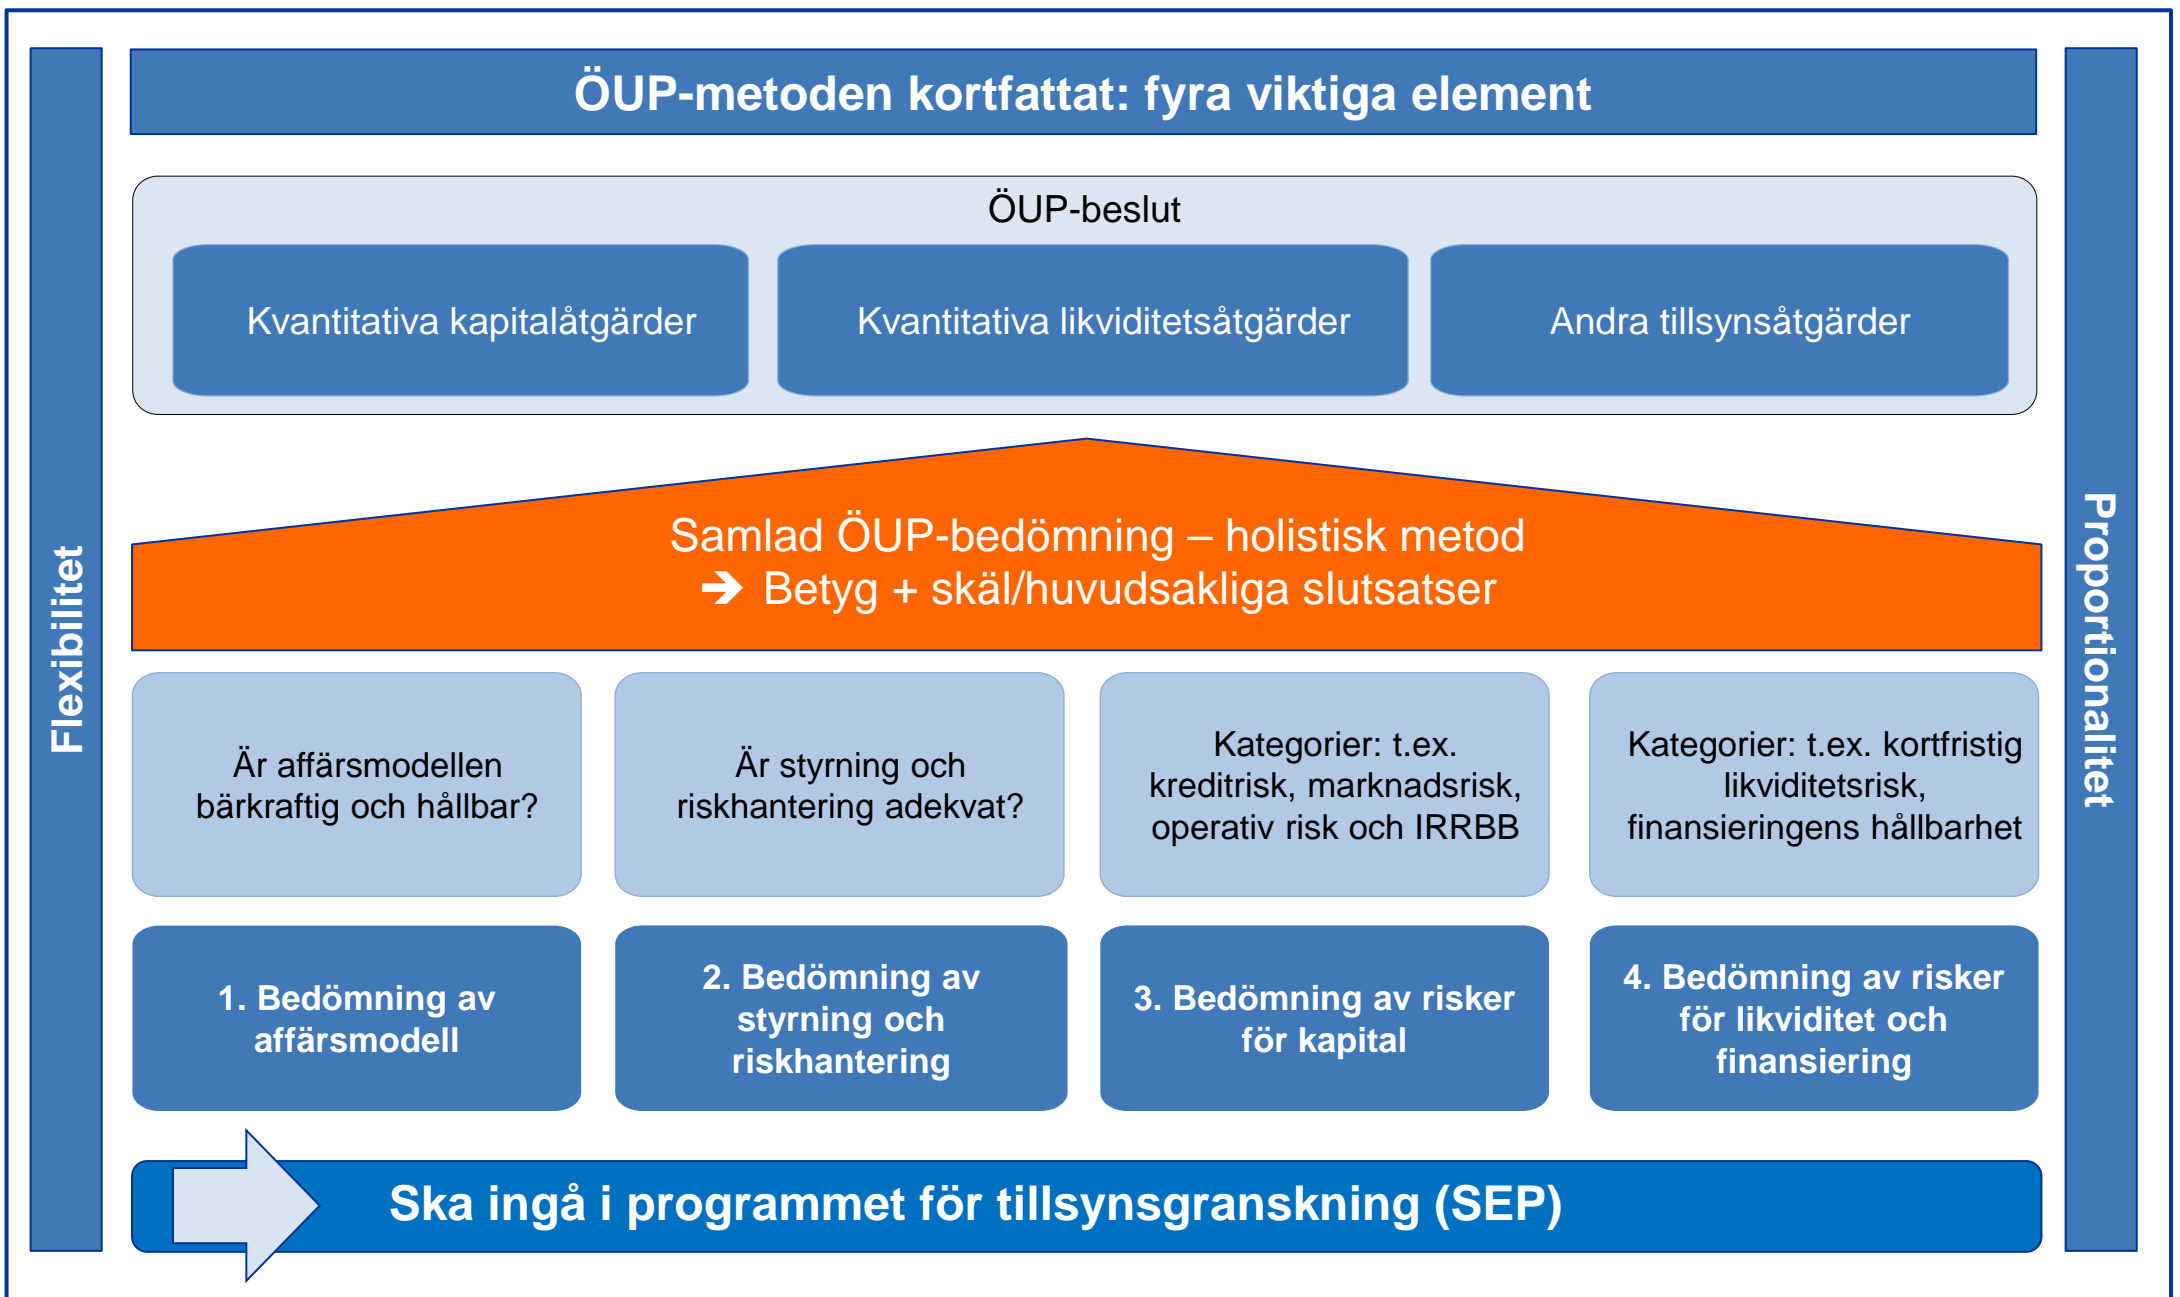 ÖUP-metoden kortfattat: fyra viktiga element
Flexibilitet
ÖUP-beslut
Kvantitativa kapitalåtgärder
Kvantitativa likviditetsåtgärder
Andra tillsynsåtgärder
Samlad ÖUP-bedömning – holistisk metod
➔ Betyg + skäl/huvudsakliga slutsatser
Är affärsmodellen
bärkraftig och hållbar?
Är styrning och
riskhantering adekvat?
Kategorier: t.ex.
kreditrisk, marknadsrisk,
operativ risk och IRRBB
Kategorier: t.ex. kortfristig
likviditetsrisk,
finansieringens hållbarhet
1. Bedömning av
affärsmodell
2. Bedömning av
styrning och
riskhantering
3. Bedömning av risker
för kapital
4. Bedömning av risker
för likviditet och
finansiering
Ska ingå i programmet för tillsynsgranskning (SEP)
Proportionalitet